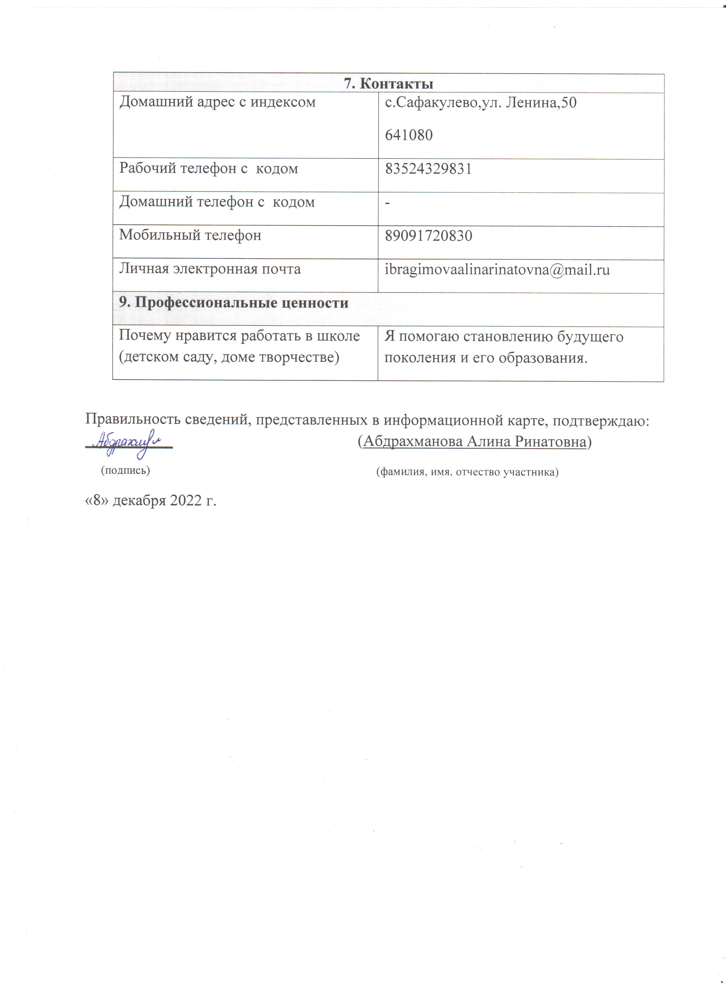 7. Контакты
Домашний адрес с индексом
с.Сафакулево,ул. Ленина,50
641080
Рабочий телефон с  кодом
83524329831
Домашний телефон с  кодом
-
Мобильный телефон
89091720830
Личная электронная почта
ibragimovaalinarinatovna@mail.ru
9. Профессиональные ценности
Почему нравится работать в школе
(детском саду, доме творчестве)
Я помогаю становлению будущего
поколения и его образования.
Правильность сведений, представленных в информационной карте, подтверждаю:
(Абдрахманова Алина Ринатовна)
(подпись)
(фамилия, имя, отчество участника)
«8» декабря 2022 г.